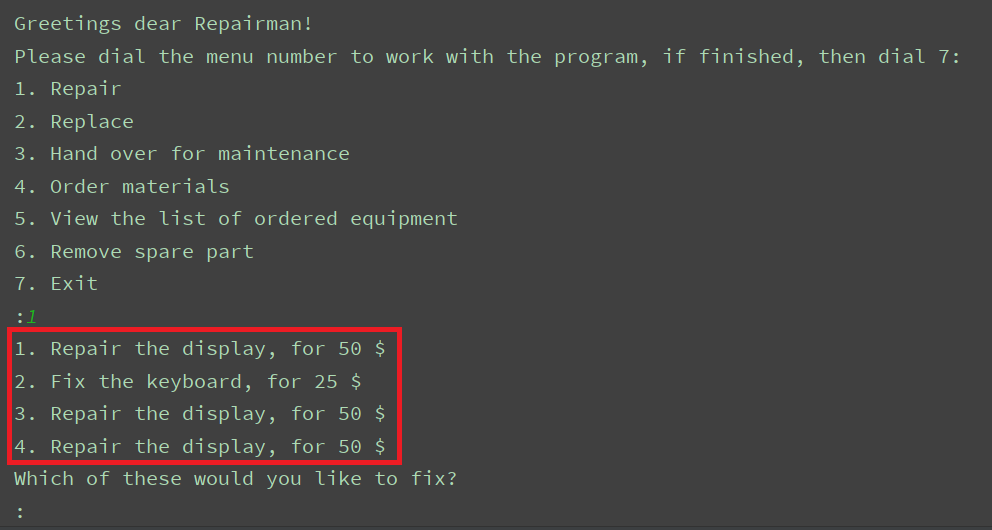 Greetings dear Repairman!
Please dial the menu number to work with the program, if finished, then dial 7:
1. Repair
2. Replace
3. Hand over for maintenance
4. Order materials
5. View the list of ordered equipment
6. Remove spare part
7. Exit
:1
1. Repair the display, for 50 $
2. Fix the keyboard, for 25 $
3. Repair the display, for 50 $
4. Repair the display, for 50 $
Which of these would you like to fix?
: